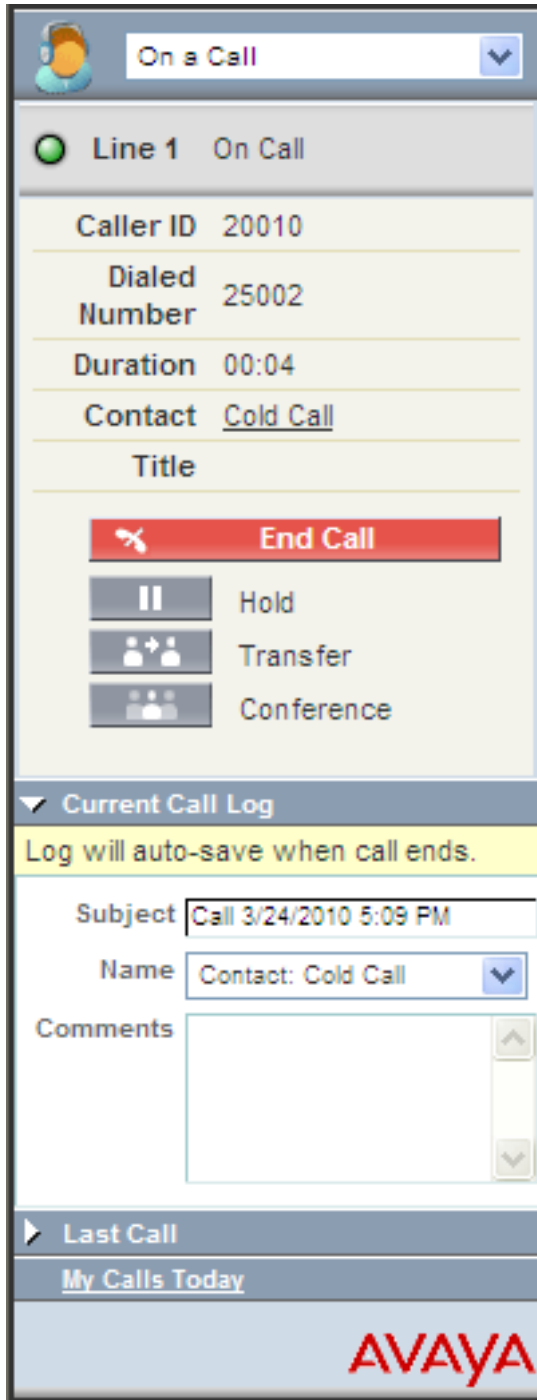 On a Call
Line 1 On Call
Caller ID 20010
Dialed Number 25002
Duration 00:04
Contact Cold Call
Title
End Call
Hold
Transfer
Conference
Current Call Log
Log will auto-save when call ends.
Subject Call 3/24/2010 5:09 PM
Name Contact: Cold Call
Comments
Last Call
My Calls Today
AVAYA